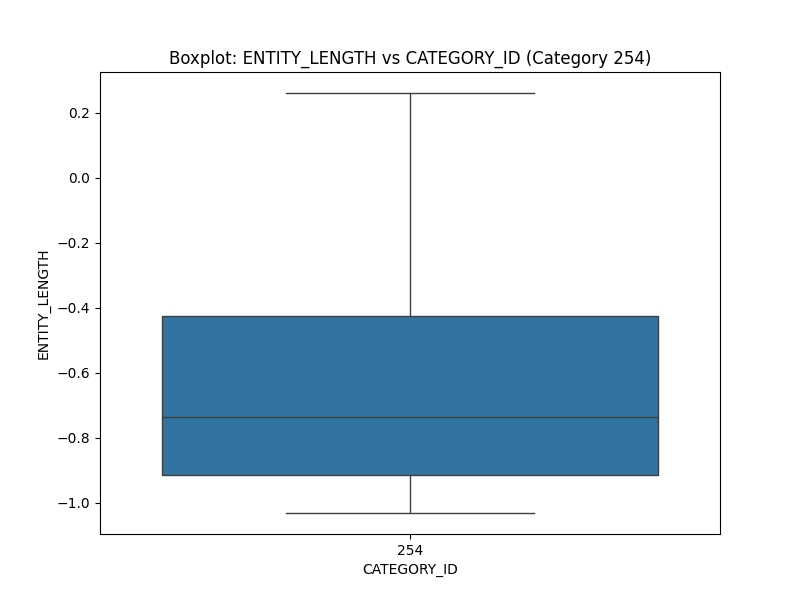 Boxplot: ENTITY_LENGTH vs CATEGORY_ID (Category 254)
ENTITY_LENGTH
0.2
0.0
−0.2
−0.4
−0.6
−0.8
−1.0
254
CATEGORY_ID